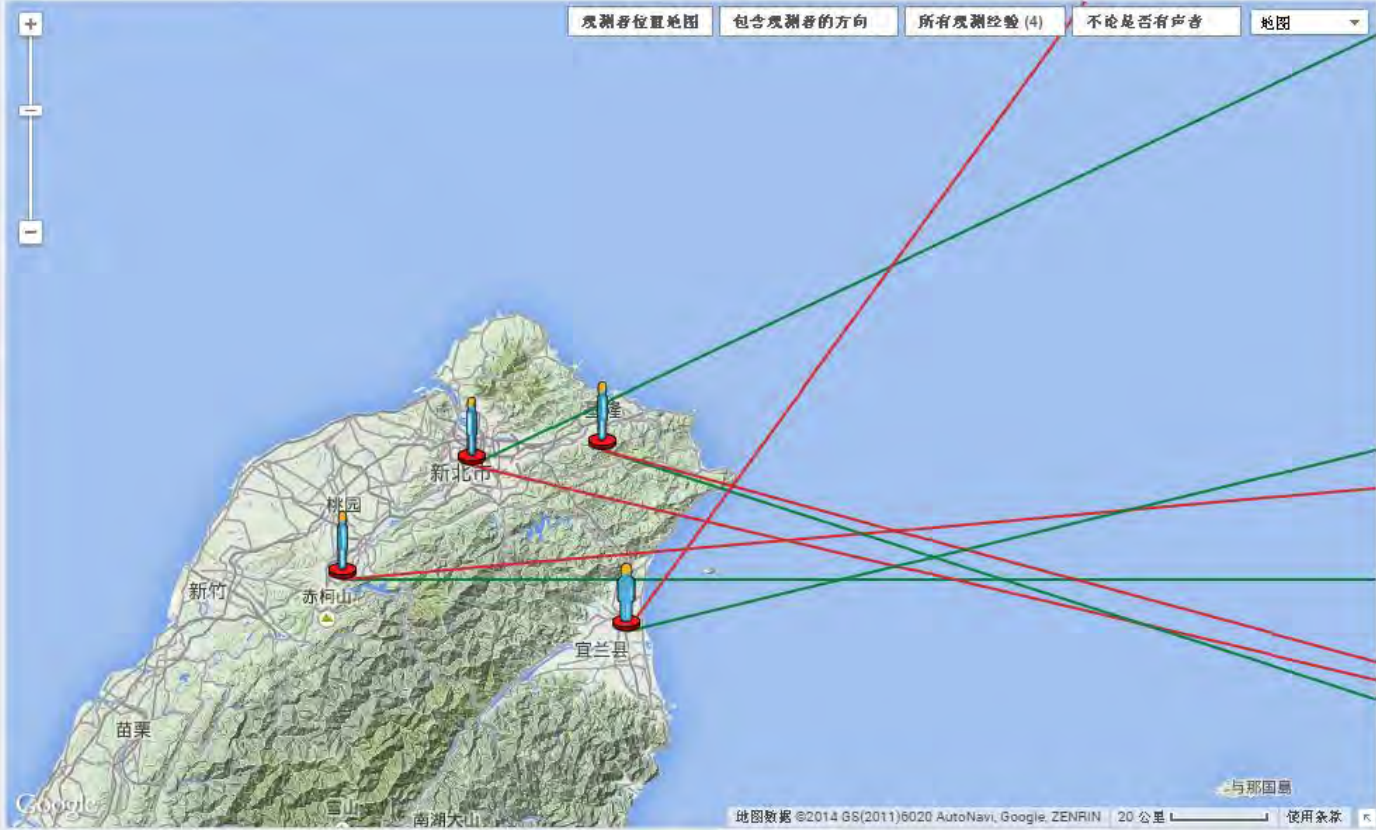 观测者位置地图
包含观测者的方向
所有观测经验 (4)
不论是否有声音
地图
新北市
桃园
新竹
赤柯山
宜兰县
苗栗
雪山
南湖大山
与那国島
Google
地图数据 ©2014 GS(2011)6020 AutoNavi, Google, ZENRIN
20 公里
使用条款